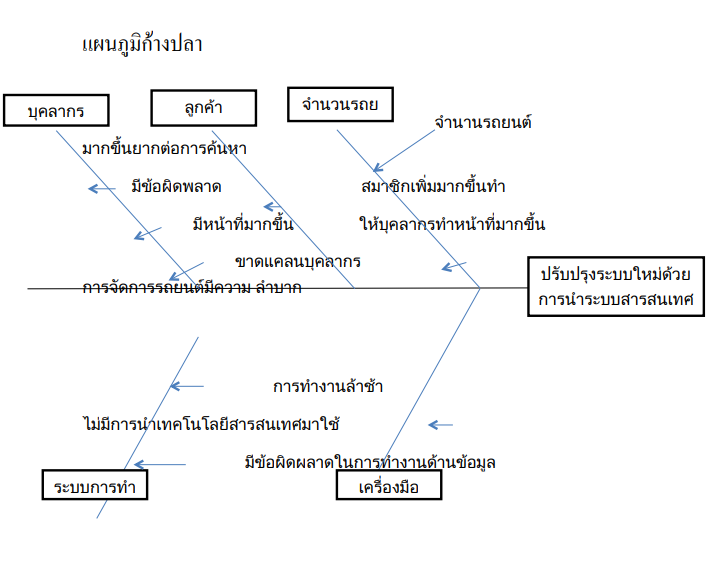 แผนภูมิก้างปลา
บุคลากร
ลูกค้า
จำนวนรถย
จำนานรถยนต์
มากขึ้นยากต่อการค้นหา
มีข้อผิดพลาด
สมาชิกเพิ่มมากขึ้นทำ
มีหน้าที่มากขึ้น
ให้บุคลากรทำหน้าที่มากขึ้น
ขาดแคลนบุคลากร
การจัดการรถยนต์มีความ ลำบาก
ปรับปรุงระบบใหม่ด้วย
การนำระบบสารสนเทศ
การทำงานล้าช้า
ไม่มีการนำเทคโนโลยีสารสนเทศมาใช้
มีข้อผิดผลาดในการทำงานด้านข้อมูล
ระบบการทำ
เครื่องมือ